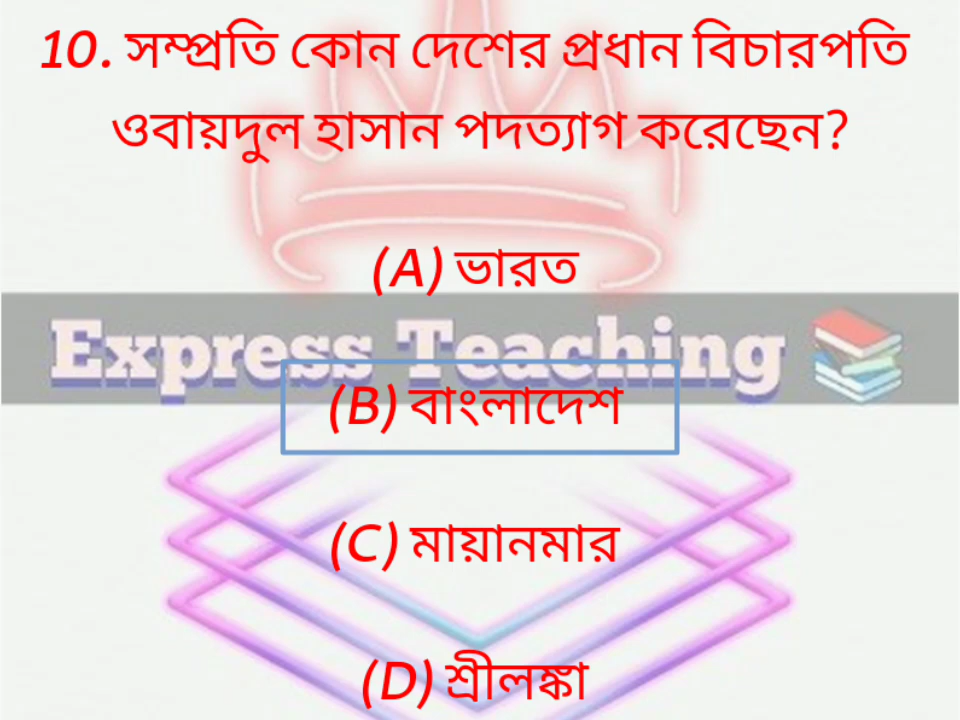 10. সম্প্রতি কোন দেশের প্রধান বিচারপতি
ওবায়দুল হাসান পদত্যাগ করেছেন?
(A) ভারত
Express Teaching
(B) বাংলাদেশ
(C) মায়ানমার
(D) শ্রীলঙ্কা